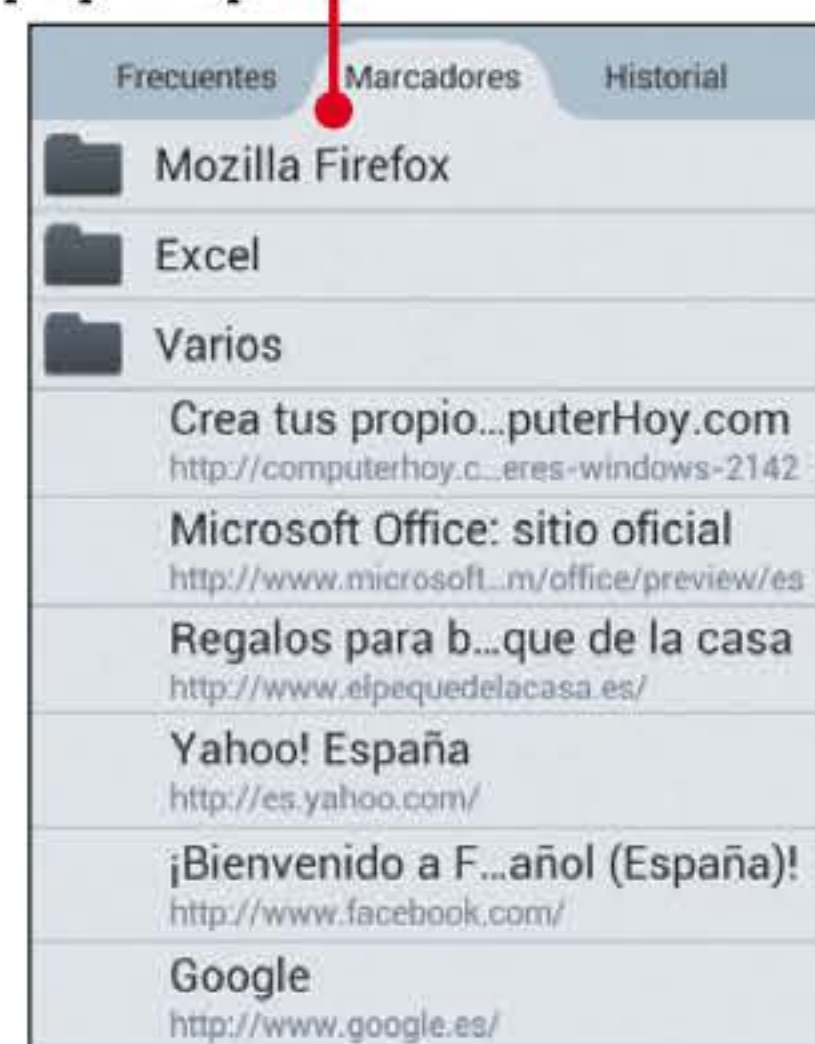 Frecuentes Marcadores Historial
Mozilla Firefox
Excel
Varios
Crea tus propio...puterHoy.com
http://computerhoy.c...eres-windows-2142
Microsoft Office: sitio oficial
http://www.microsoft...m/office/preview/es
Regalos para b...que de la casa
http://www.elpequedelacasa.es/
Yahoo! España
http://es.yahoo.com/
¡Bienvenido a F...añol (España)!
http://www.facebook.com/
Google
http://www.google.es/